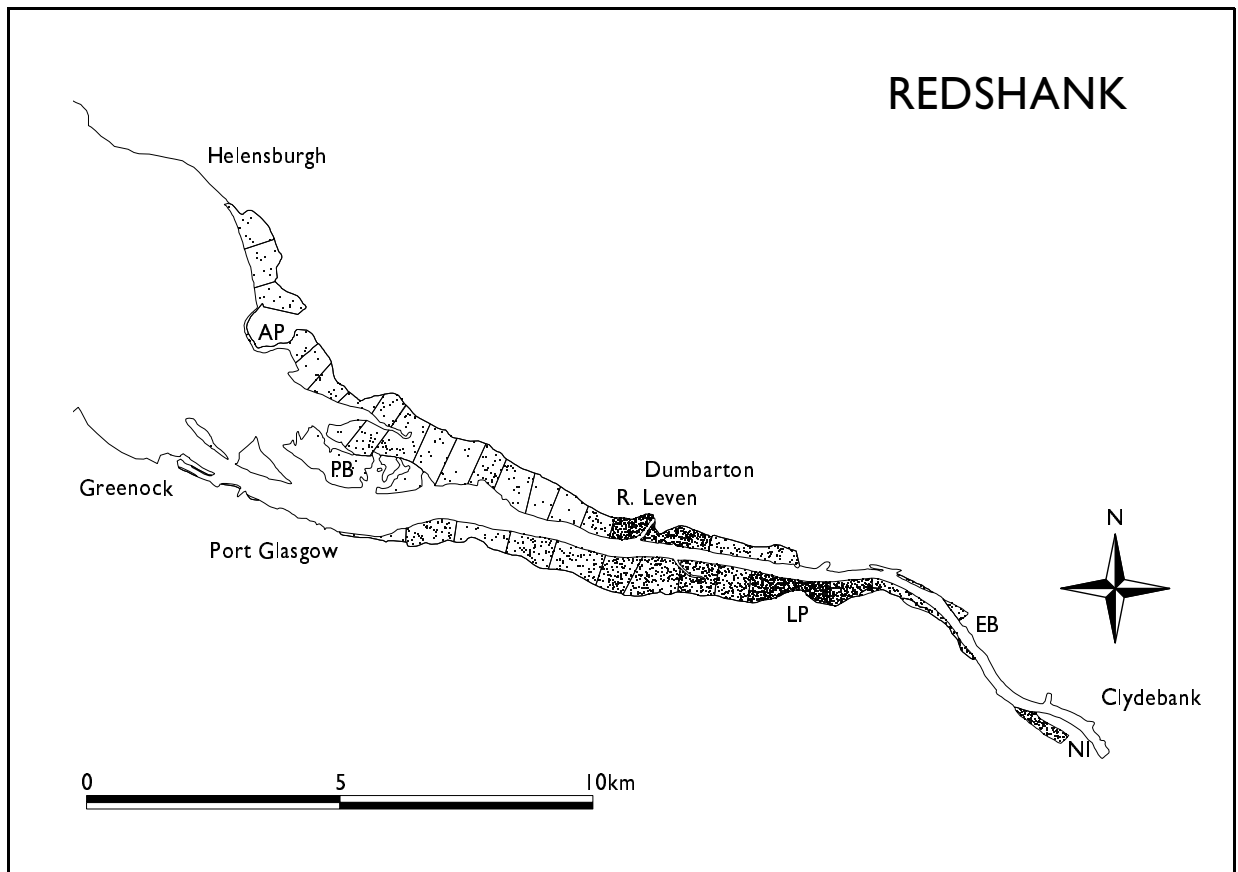 REDSHANK
Helensburgh
AP
PB
Dumbarton
R. Leven
Greenock
Port Glasgow
N
LP
EB
Clydebank
NI
0 5 10km